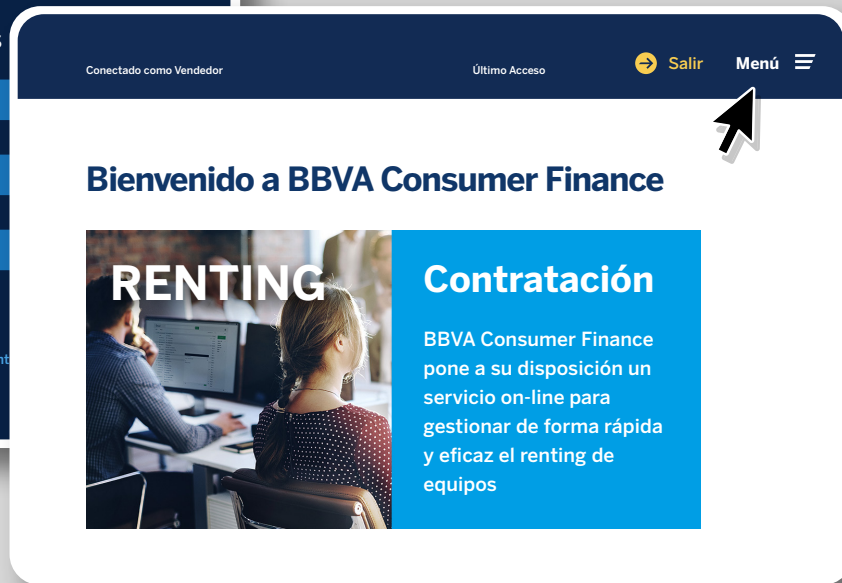 Conectado como Vendedor
Último Acceso
Salir
Menú
Bienvenido a BBVA Consumer Finance
RENTING
Contratación
BBVA Consumer Finance
pone a su disposición un
servicio on-line para
gestionar de forma rápida
y eficaz el renting de
equipos